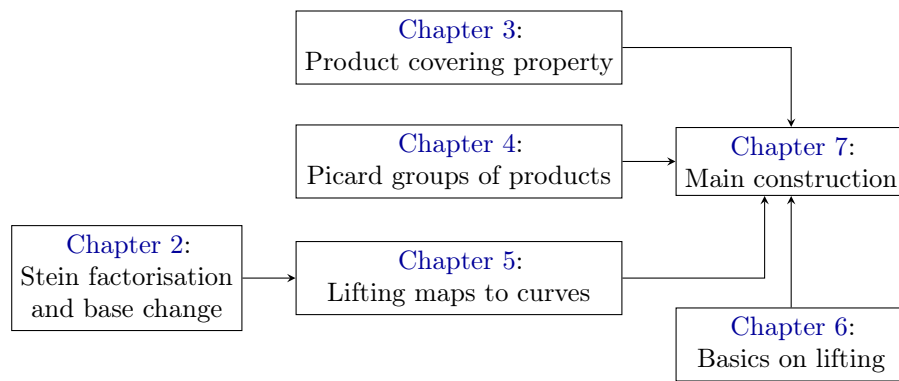 Chapter 3:
Product covering property
Chapter 4:
Picard groups of products
Chapter 7:
Main construction
Chapter 2:
Stein factorisation
and base change
Chapter 5:
Lifting maps to curves
Chapter 6:
Basics on lifting